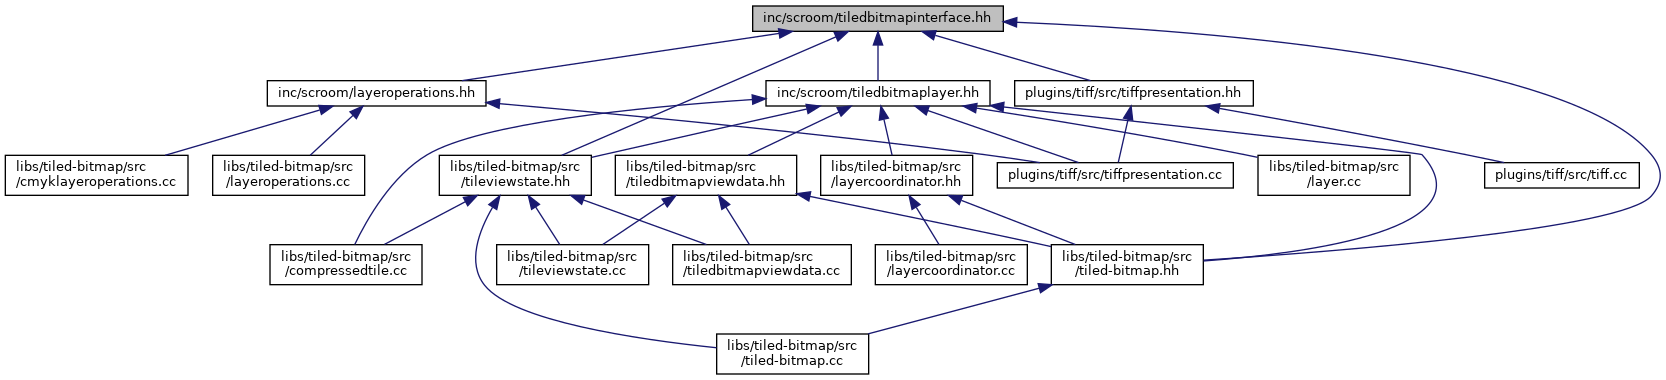 inc/scroom/tiledbitmapinterface.hh
inc/scroom/layeroperations.hh
inc/scroom/tiledbitmaplayer.hh
plugins/tiff/src/tiffpresentation.hh
libs/tiled-bitmap/src
/cmyklayeroperations.cc
libs/tiled-bitmap/src
/layeroperations.cc
libs/tiled-bitmap/src
/tileviewstate.hh
libs/tiled-bitmap/src
/tiledbitmapviewdata.hh
libs/tiled-bitmap/src
/layercoordinator.hh
plugins/tiff/src/tiffpresentation.cc
libs/tiled-bitmap/src
/layer.cc
plugins/tiff/src/tiff.cc
libs/tiled-bitmap/src
/compressedtile.cc
libs/tiled-bitmap/src
/tileviewstate.cc
libs/tiled-bitmap/src
/tiledbitmapviewdata.cc
libs/tiled-bitmap/src
/layercoordinator.cc
libs/tiled-bitmap/src
/tiled-bitmap.hh
libs/tiled-bitmap/src
/tiled-bitmap.cc